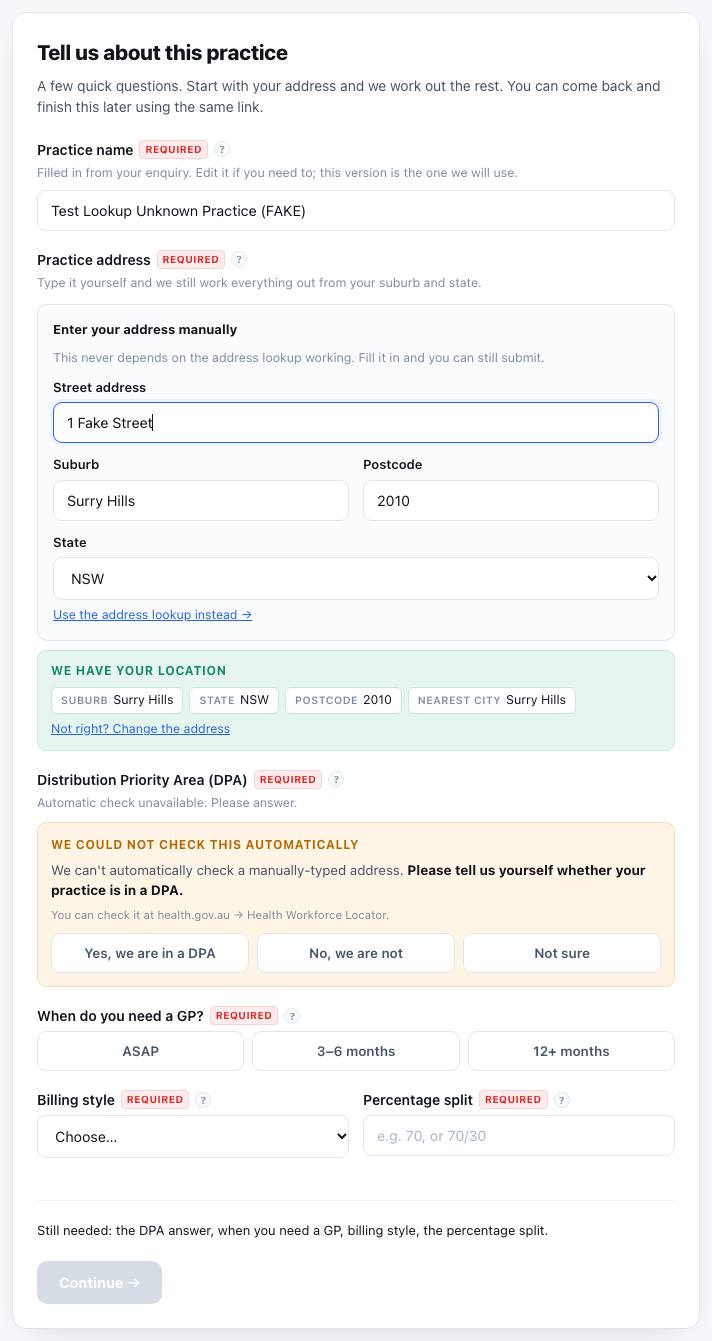 Tell us about this practice
A few quick questions. Start with your address and we work out the rest. You can come back and
finish this later using the same link.
Practice name REQUIRED ?
Filled in from your enquiry. Edit it if you need to; this version is the one we will use.
Test Lookup Unknown Practice (FAKE)
Practice address REQUIRED ?
Type it yourself and we still work everything out from your suburb and state.
Enter your address manually
This never depends on the address lookup working. Fill it in and you can still submit.
Street address
1 Fake Street
Suburb Postcode
Surry Hills 2010
State
NSW
Use the address lookup instead →
WE HAVE YOUR LOCATION
SUBURB Surry Hills STATE NSW POSTCODE 2010 NEAREST CITY Surry Hills
Not right? Change the address
Distribution Priority Area (DPA) REQUIRED ?
Automatic check unavailable. Please answer.
WE COULD NOT CHECK THIS AUTOMATICALLY
We can't automatically check a manually-typed address. Please tell us yourself whether your
practice is in a DPA.
You can check it at health.gov.au → Health Workforce Locator.
Yes, we are in a DPA No, we are not Not sure
When do you need a GP? REQUIRED ?
ASAP 3–6 months 12+ months
Billing style REQUIRED ? Percentage split REQUIRED ?
Choose... e.g. 70, or 70/30
Still needed: the DPA answer, when you need a GP, billing style, the percentage split.
Continue →